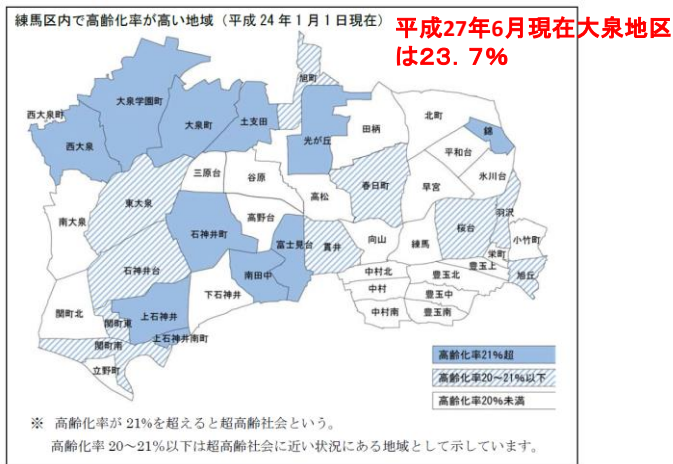 練馬区内で高齢化率が高い地域（平成24年1月1日現在）
平成27年6月現在大泉地区
は23．7%
旭町
西大泉町
大泉学園町
大泉町
土支田
光が丘
田柄
北町
錦
西大泉
平和台
氷川台
三原台
谷原
春日町
早宮
東大泉
高松
羽沢
南大泉
石神井町
高野台
富士見台
貫井
向山
練馬
桜台
小竹町
栄町
石神井台
南田中
中村北
豊玉北
豊玉上
旭丘
下石神井
中村
豊玉中
関町北
関町東
上石神井
中村南
豊玉南
上石神井南町
関町南
立野町
高齢化率21%超
高齢化率20～21%以下
高齢化率20%未満
※　高齢化率が 21%を超えると超高齢社会という。
高齢化率 20～21%以下は超高齢社会に近い状況にある地域として示しています。